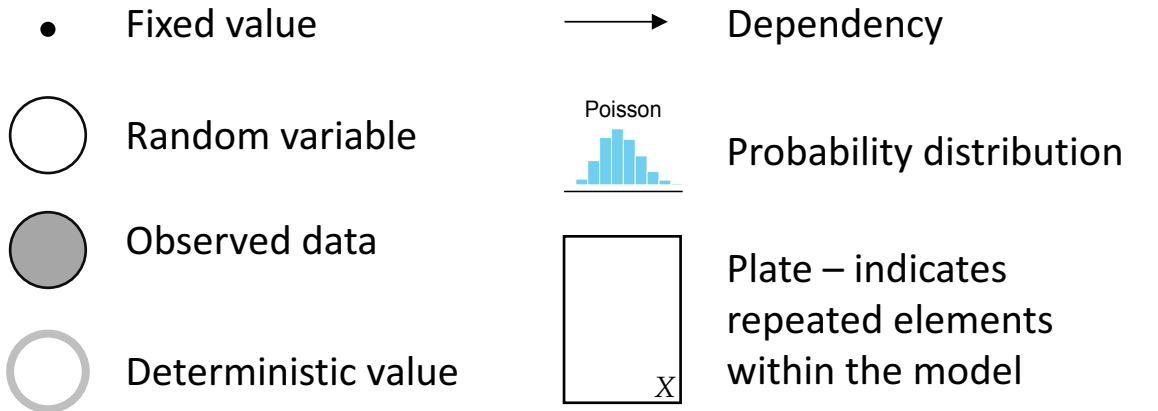 Fixed value
Random variable
Observed data
Deterministic value
Dependency
Poisson
Probability distribution
Plate – indicates
repeated elements
within the model
X